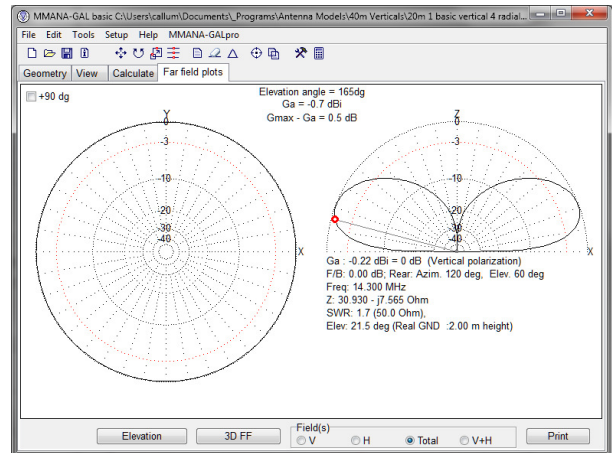 MMANA-GAL basic C:\Users\callum\Documents\_Programs\Antenna Models\40m Verticals\20m 1 basic vertical 4 radial...
File Edit Tools Setup Help MMANA-GALpro
Geometry View Calculate Far field plots
+90 dg
Elevation angle = 165dg
Ga = -0.7 dBi
Gmax - Ga = 0.5 dB
Y
0
-3
-10
-20
-30
-40
X
Z
0
-3
-10
-20
-30
-40
X
Ga : -0.22 dBi = 0 dB (Vertical polarization)
F/B: 0.00 dB; Rear: Azim. 120 deg, Elev. 60 deg
Freq: 14.300 MHz
Z: 30.930 - j7.565 Ohm
SWR: 1.7 (50.0 Ohm),
Elev: 21.5 deg (Real GND :2.00 m height)
Elevation 3D FF
Field(s)
V H Total V+H
Print